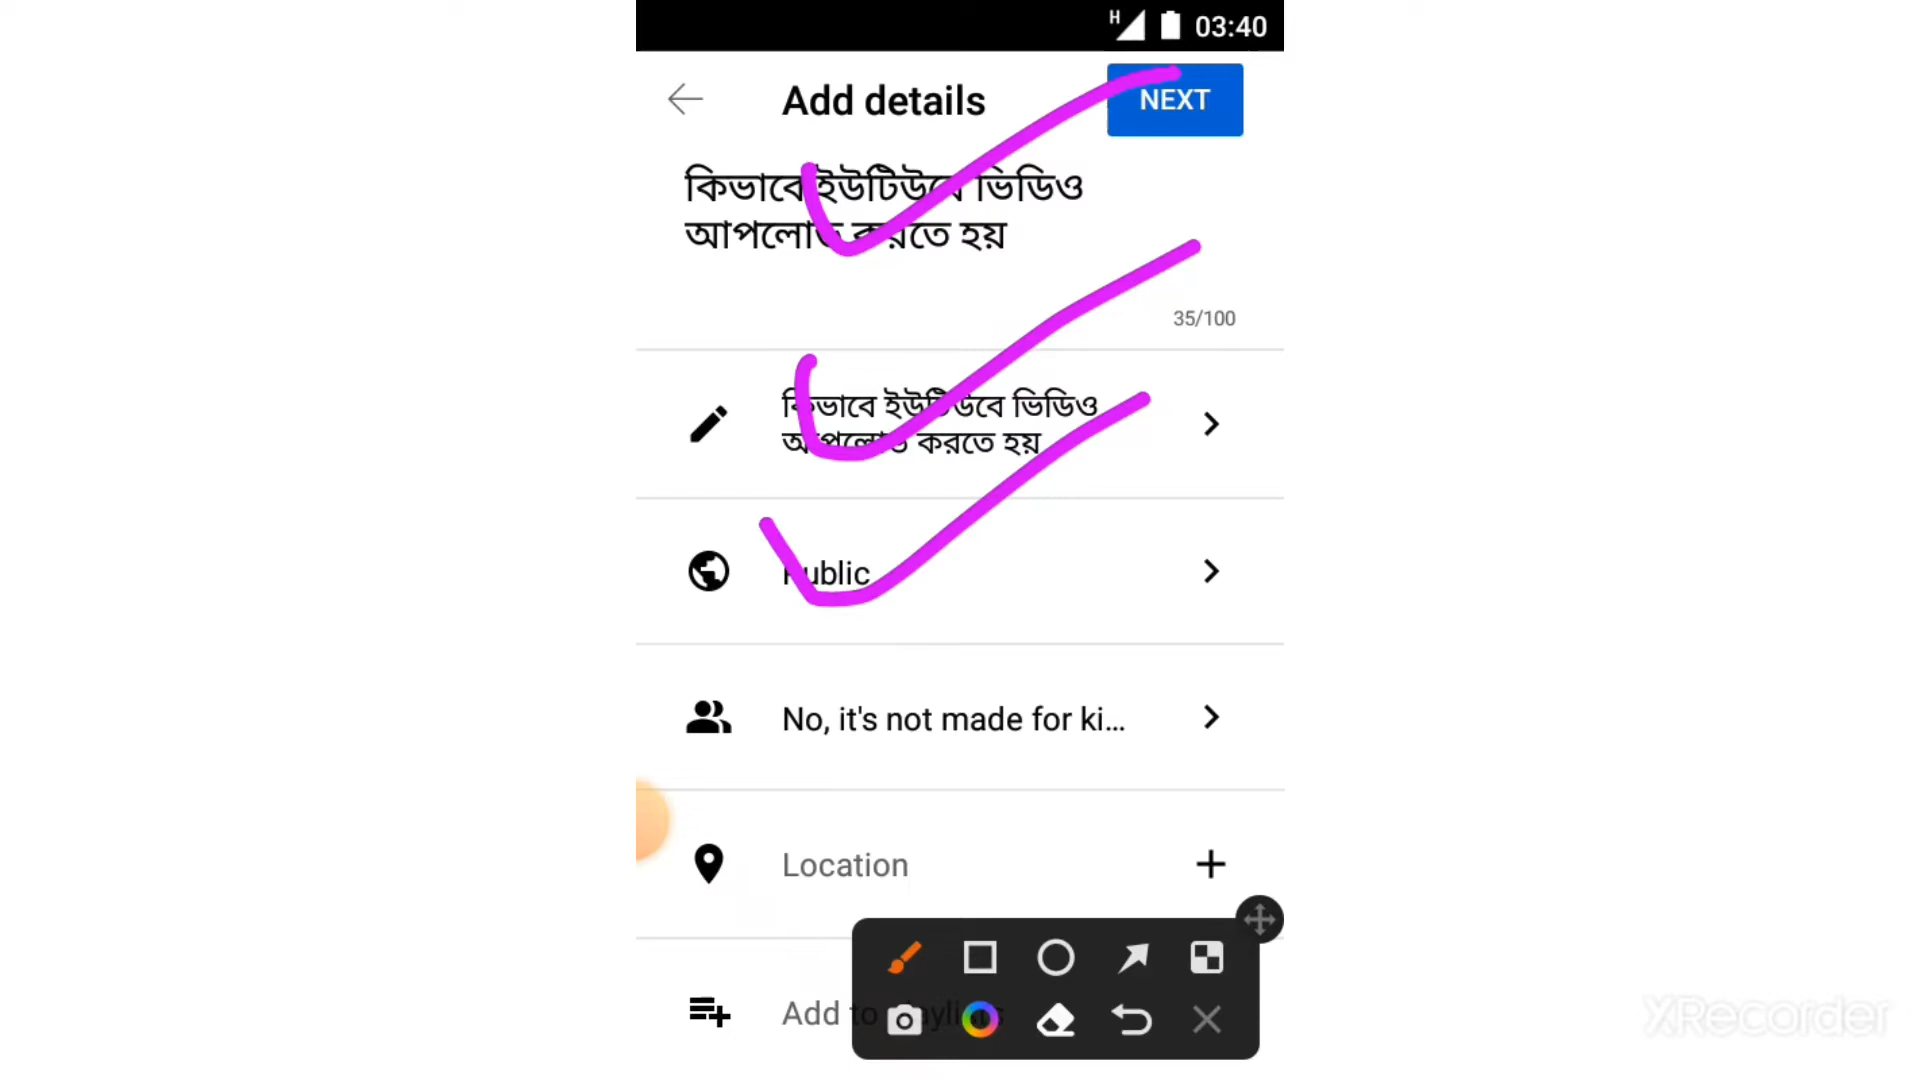 H 03:40
Add details
NEXT
কিভাবে ইউটিউবে ভিডিও
আপলোড করতে হয়
35/100
কিভাবে ইউটিউবে ভিডিও
আপলোড করতে হয়
Public
No, it's not made for ki...
Location
Add to playlists
XRecorder